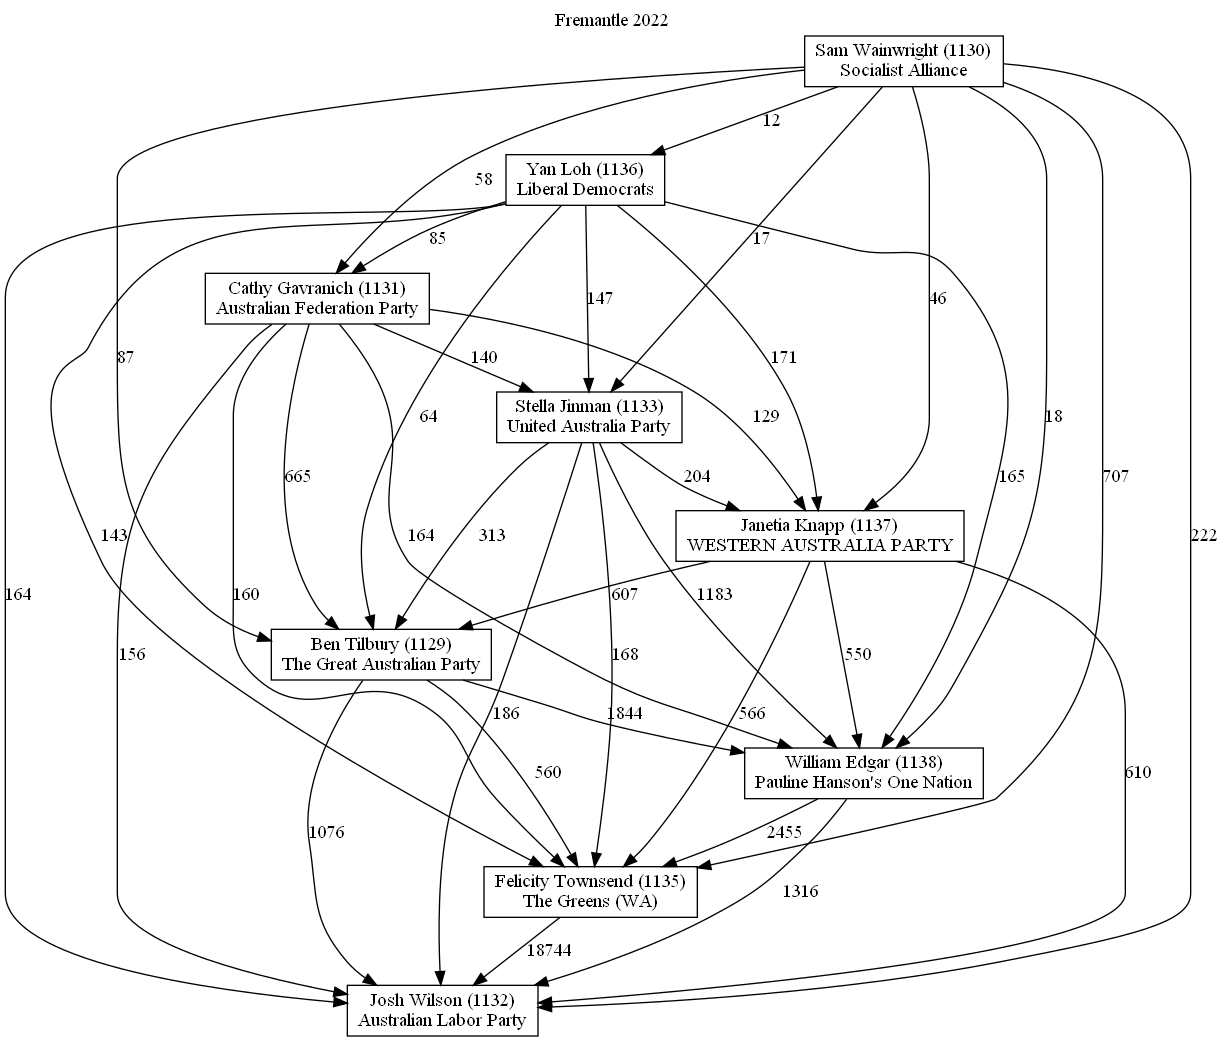 Fremantle 2022
Sam Wainwright (1130)
Socialist Alliance
12
Yan Loh (1136)
Liberal Democrats
58
85
17
Cathy Gavranich (1131)
Australian Federation Party
147
46
87
140
171
Stella Jinman (1133)
United Australia Party
64
129
18
665
204
165
707
143
164
313
Janetia Knapp (1137)
WESTERN AUSTRALIA PARTY
222
164
160
607
1183
Ben Tilbury (1129)
The Great Australian Party
156
168
550
186
1844
566
William Edgar (1138)
Pauline Hanson's One Nation
560
610
1076
2455
Felicity Townsend (1135)
The Greens (WA)
1316
18744
Josh Wilson (1132)
Australian Labor Party